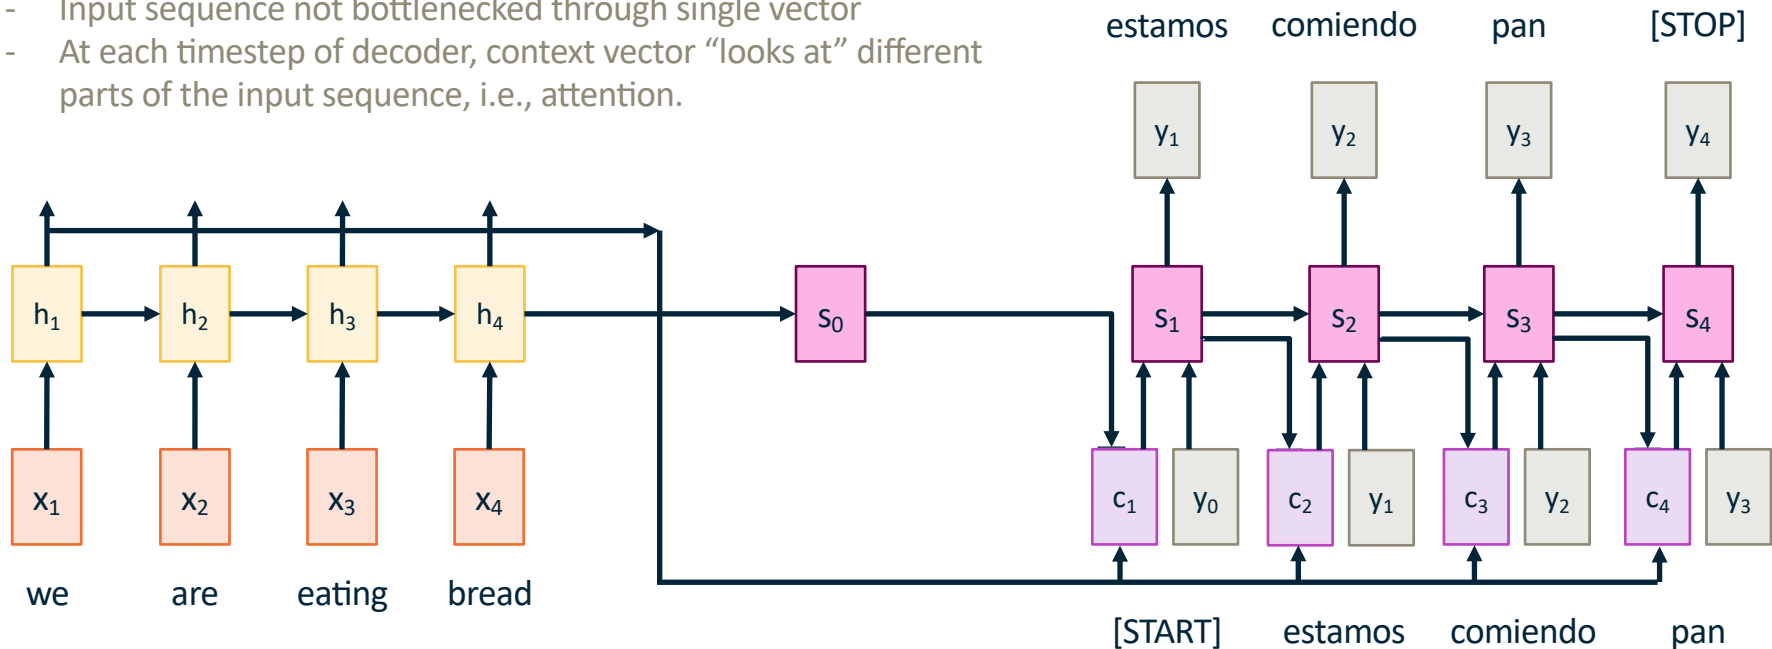 - Input sequence not bottlenecked through single vector
- At each timestep of decoder, context vector “looks at” different
parts of the input sequence, i.e., attention.
estamos comiendo pan [STOP]
y₁ y₂ y₃ y₄
h₁ h₂ h₃ h₄ s₀ s₁ s₂ s₃ s₄
x₁ x₂ x₃ x₄ c₁ y₀ c₂ y₁ c₃ y₂ c₄ y₃
we are eating bread
[START] estamos comiendo pan